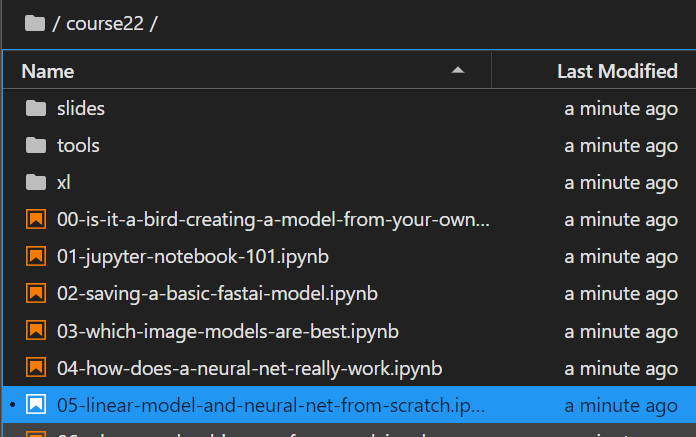 / course22 /
Name Last Modified
slides a minute ago
tools a minute ago
xl a minute ago
00-is-it-a-bird-creating-a-model-from-your-own... a minute ago
01-jupyter-notebook-101.ipynb a minute ago
02-saving-a-basic-fastai-model.ipynb a minute ago
03-which-image-models-are-best.ipynb a minute ago
04-how-does-a-neural-net-really-work.ipynb a minute ago
05-linear-model-and-neural-net-from-scratch.ip... a minute ago